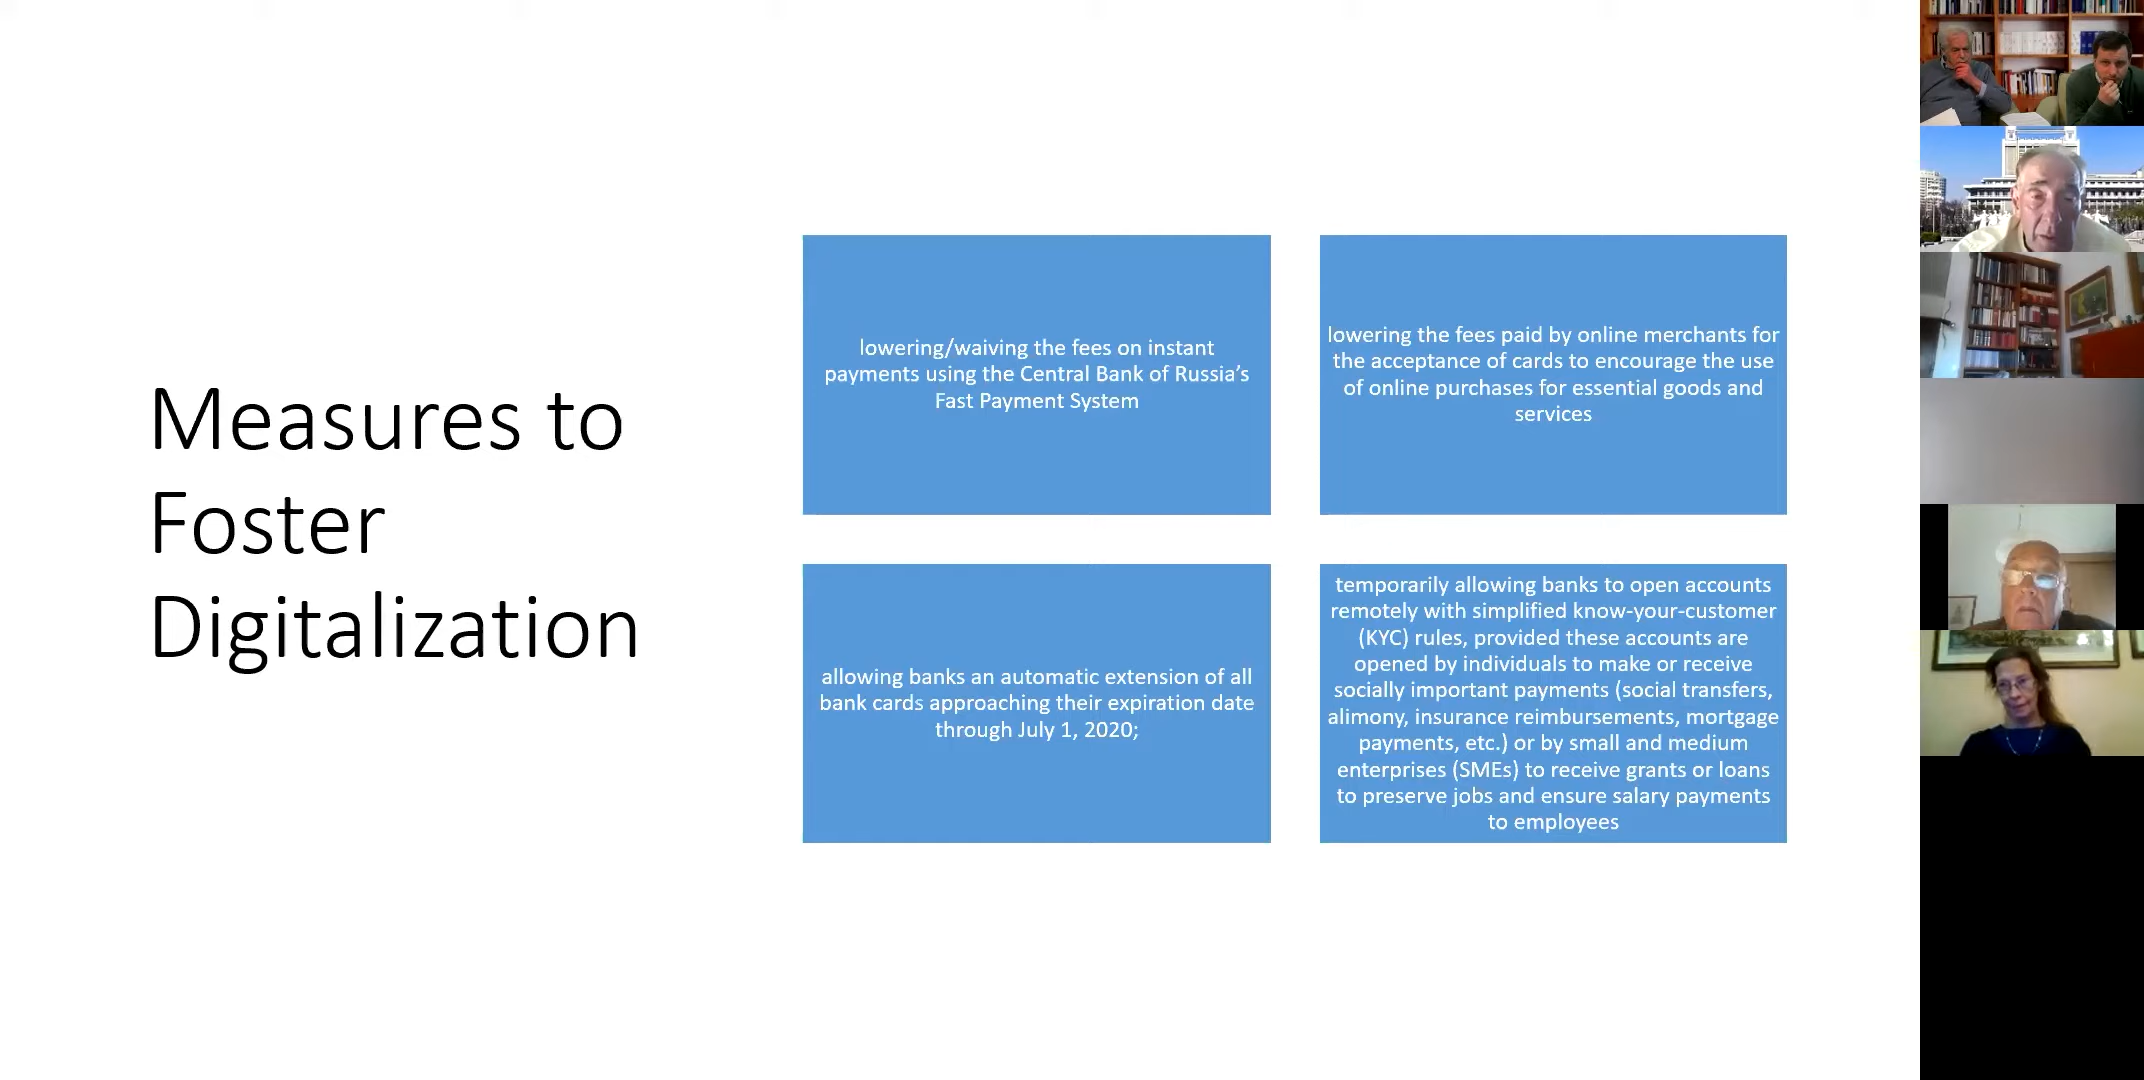 Measures to
Foster
Digitalization
lowering/waiving the fees on instant
payments using the Central Bank of Russia’s
Fast Payment System
lowering the fees paid by online merchants for
the acceptance of cards to encourage the use
of online purchases for essential goods and
services
allowing banks an automatic extension of all
bank cards approaching their expiration date
through July 1, 2020;
temporarily allowing banks to open accounts
remotely with simplified know-your-customer
(KYC) rules, provided these accounts are
opened by individuals to make or receive
socially important payments (social transfers,
alimony, insurance reimbursements, mortgage
payments, etc.) or by small and medium
enterprises (SMEs) to receive grants or loans
to preserve jobs and ensure salary payments
to employees